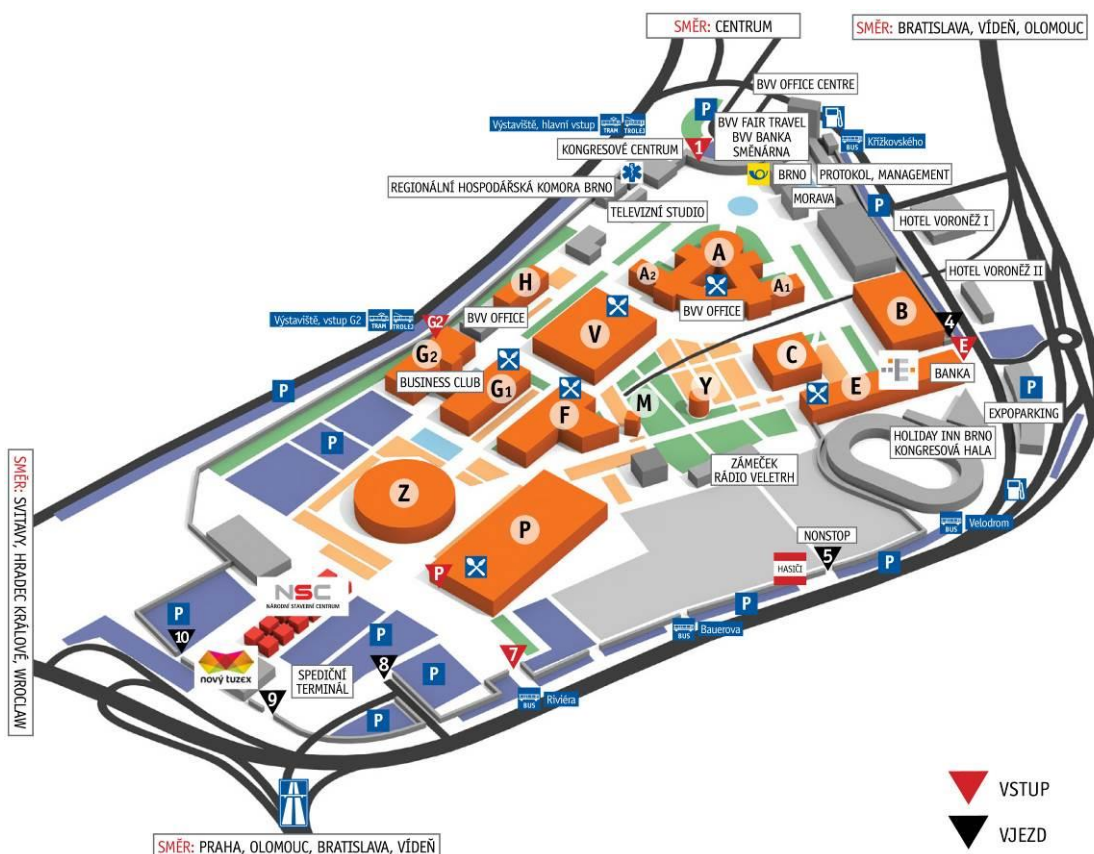 SMĚR: CENTRUM
SMĚR: BRATISLAVA, VÍDEŇ, OLOMOUC
BVV OFFICE CENTRE
P
Výstaviště, hlavní vstup
TRAM
TROLEJ
BVV FAIR TRAVEL
BVV BANKA
SMĚNÁRNA
BUS
Křížkovského
KONGRESOVÉ CENTRUM
1
REGIONÁLNÍ HOSPODÁŘSKÁ KOMORA BRNO
BRNO
PROTOKOL, MANAGEMENT
MORAVA
TELEVIZNÍ STUDIO
P
HOTEL VORONĚŽ I
A
A2
A1
H
HOTEL VORONĚŽ II
BVV OFFICE
BVV OFFICE
B
4
Výstaviště, vstup G2
TRAM
TROLEJ
G2
V
E
G2
C
E
BANKA
BUSINESS CLUB
G1
Y
E
P
P
M
F
EXPOPARKING
P
HOLIDAY INN BRNO
KONGRESOVÁ HALA
ZÁMEČEK
RÁDIO VELETRH
Z
P
SMĚR: SVITAVY, HRADEC KRÁLOVÉ, WROCLAW
BUS
Velodrom
NONSTOP
5
HASIČI
P
P
NSC
NÁRODNÍ STAVEBNÍ CENTRUM
P
P
BUS
Bauerova
10
P
nový tuzex
SPEDIČNÍ
TERMINÁL
8
P
7
9
BUS
Riviéra
P
VSTUP
VJEZD
SMĚR: PRAHA, OLOMOUC, BRATISLAVA, VÍDEŇ